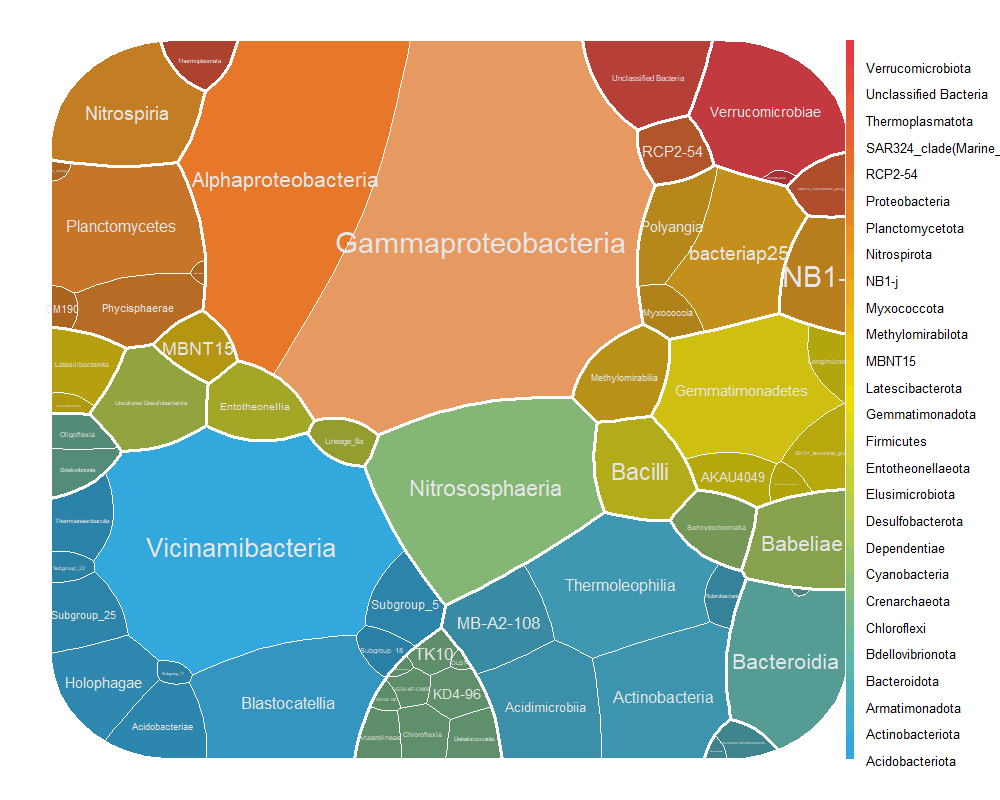 Thermoplasmata
Nitrospiria
Unclassified Bacteria
Verrucomicrobiae
RCP2-54
Alphaproteobacteria
Planctomycetes
Polyangia
Gammaproteobacteria
bacteriap25
NB1-
Phycisphaerae
OM190
Myxococcia
MBNT15
Latescibacterota
Methylomirabilia
Gemmatimonadetes
Uncultured Desulfobacterota
Entotheonellia
Oligoflexia
Lineage_IIa
Bdellovibrionia
Bacilli
AKAU4049
Nitrososphaeria
Thermoanaerobaculia
Sericytochromatia
Babeliae
Vicinamibacteria
Subgroup_22
Thermoleophilia
Subgroup_5
Subgroup_25
MB-A2-108
Subgroup_18
TK10
Bacteroidia
Holophagae
KD4-96
Actinobacteria
Blastocatellia
Acidimicrobiia
Acidobacteriae
Anaerolineae
Chloroflexia
Dehalococcoidia
Verrucomicrobiota
Unclassified Bacteria
Thermoplasmatota
SAR324_clade(Marine_
RCP2-54
Proteobacteria
Planctomycetota
Nitrospirota
NB1-j
Myxococcota
Methylomirabilota
MBNT15
Latescibacterota
Gemmatimonadota
Firmicutes
Entotheonellaeota
Elusimicrobiota
Desulfobacterota
Dependentiae
Cyanobacteria
Crenarchaeota
Chloroflexi
Bdellovibrionota
Bacteroidota
Armatimonadota
Actinobacteriota
Acidobacteriota